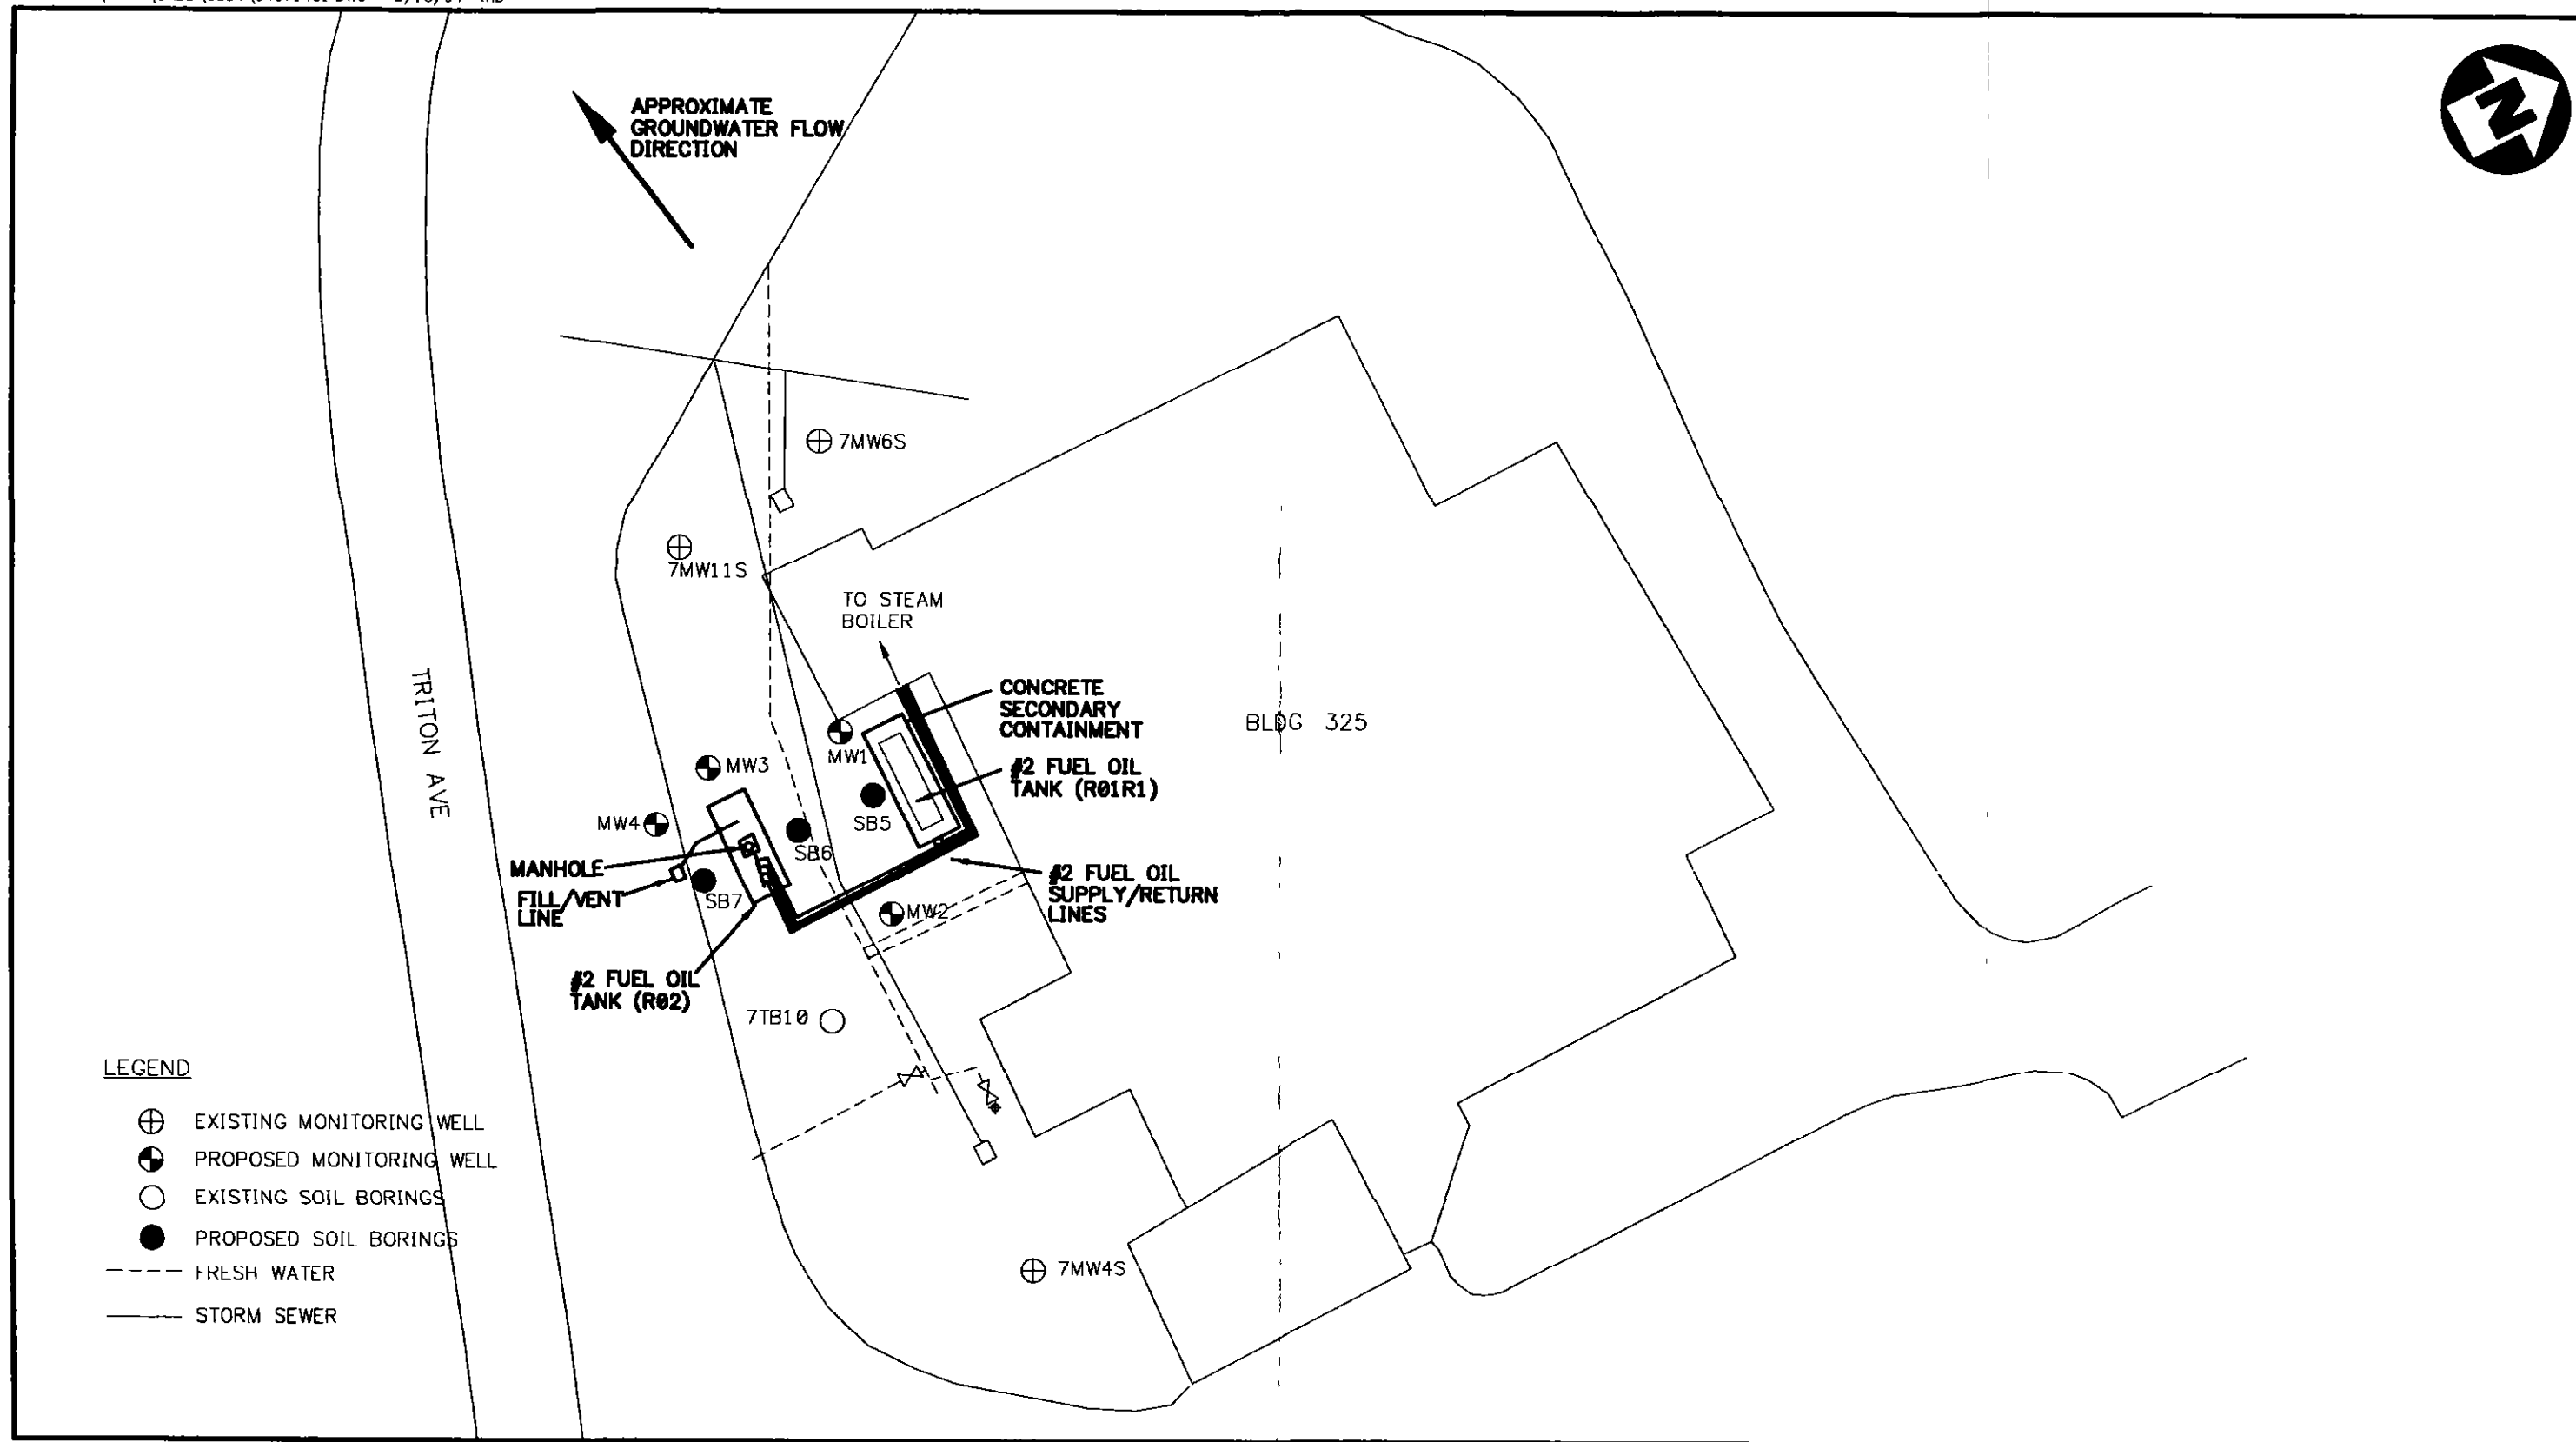 APPROXIMATE
GROUNDWATER FLOW
DIRECTION
N
7MW6S
7MW11S
TO STEAM
BOILER
CONCRETE
SECONDARY
CONTAINMENT
BLDG 325
TRITON AVE
MW1
MW3
#2 FUEL OIL
TANK (R01R1)
MW4
SB5
SB6
MANHOLE
SB7
FILL/VENT
LINE
#2 FUEL OIL
SUPPLY/RETURN
LINES
MW2
#2 FUEL OIL
TANK (R02)
7TB10
LEGEND
EXISTING MONITORING WELL
PROPOSED MONITORING WELL
EXISTING SOIL BORINGS
PROPOSED SOIL BORINGS
FRESH WATER
STORM SEWER
7MW4S